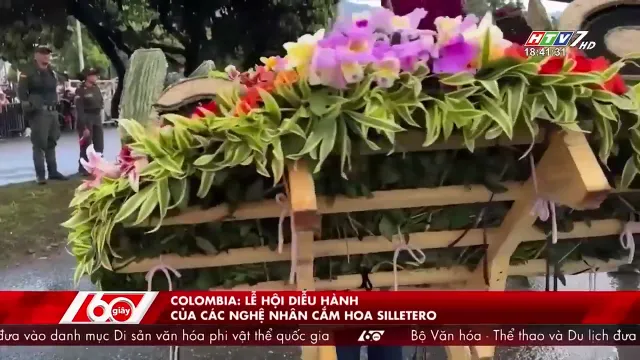 HTV7 HD
18:41:31
60 giây
COLOMBIA: LỄ HỘI DIỄU HÀNH
CỦA CÁC NGHỆ NHÂN CẮM HOA SILLETERO
đưa vào danh mục Di sản văn hóa phi vật thể quốc gia 60 Bộ Văn hóa - Thể thao và Du lịch đưa